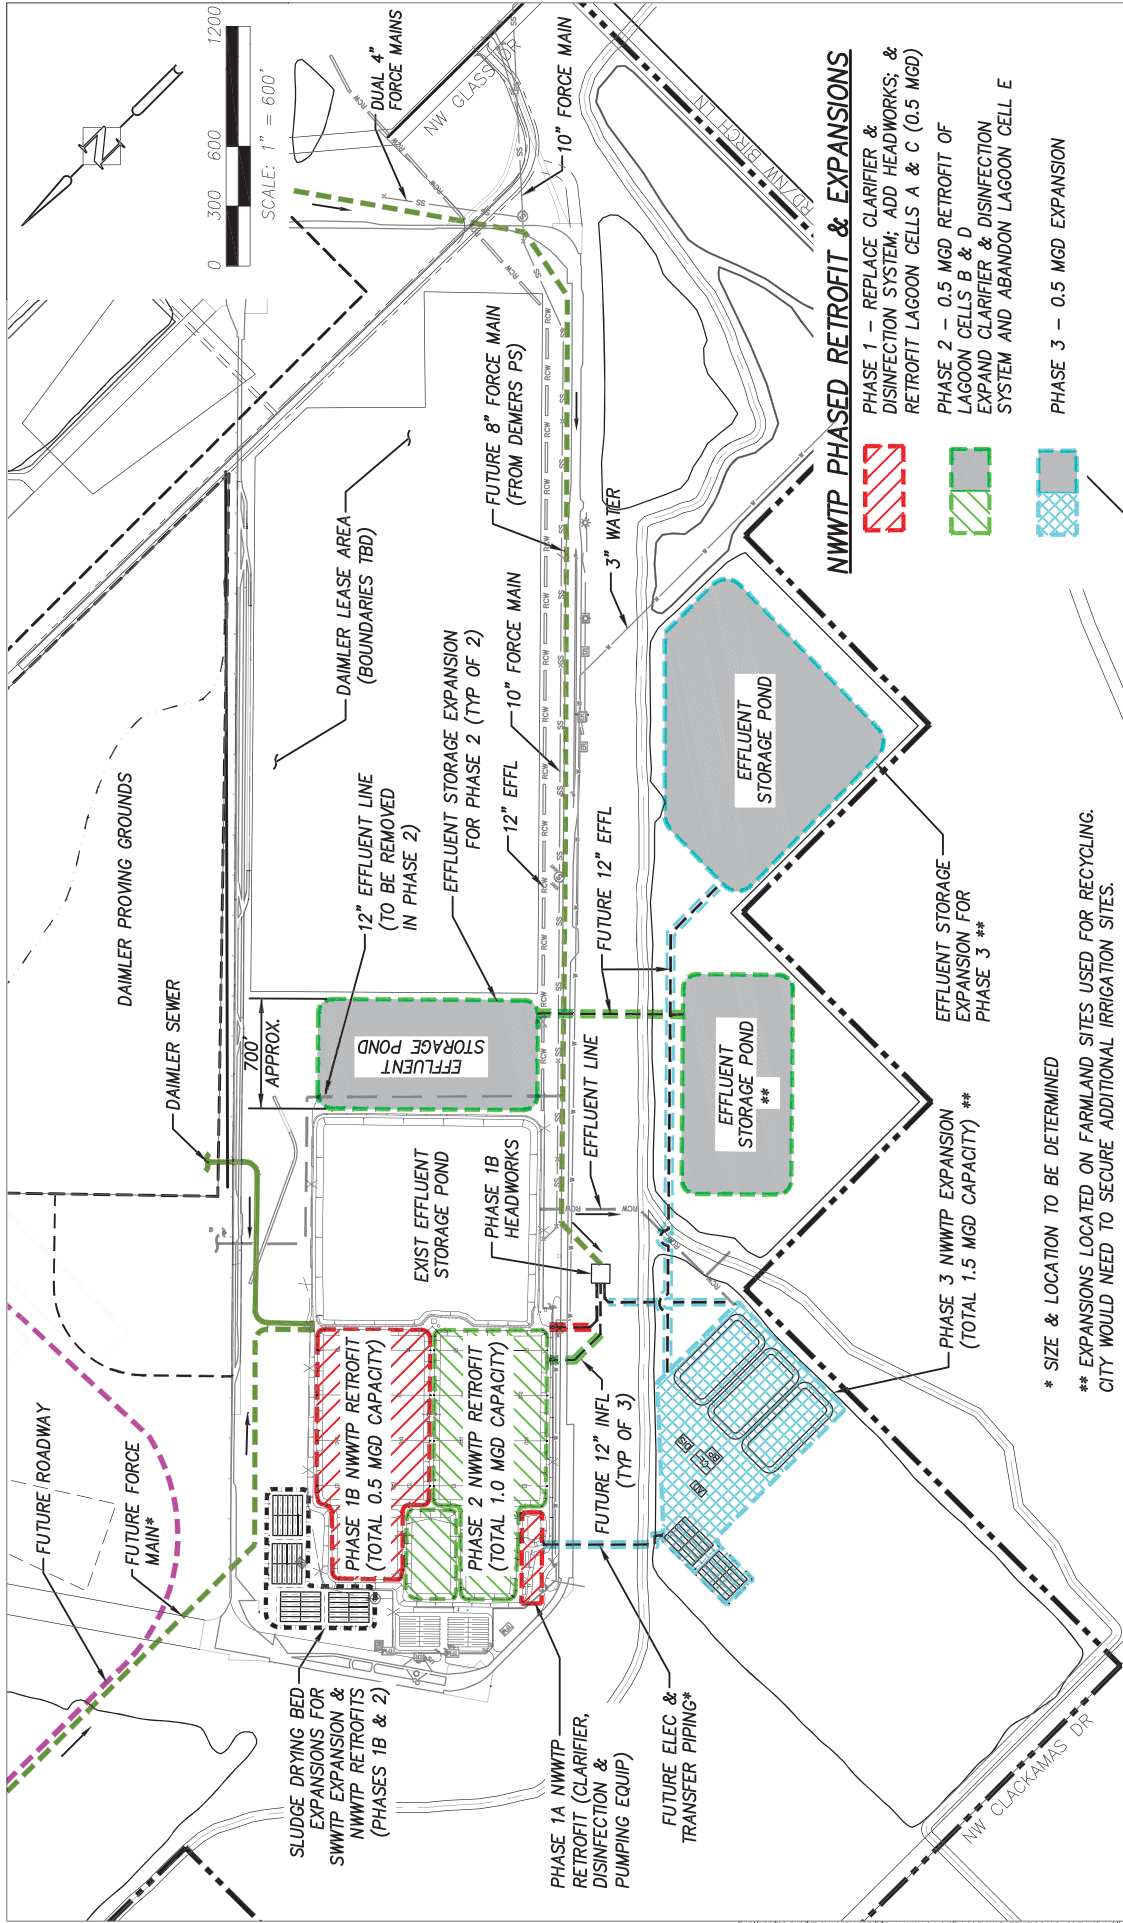 0 300 600 1200
SCALE: 1" = 600'
N
DUAL 4"
FORCE MAINS
NW GLASS DR
10" FORCE MAIN
RD/NW BIRCH LN
DAIMLER PROVING GROUNDS
DAIMLER SEWER
DAIMLER LEASE AREA
(BOUNDARIES TBD)
FUTURE 8" FORCE MAIN
(FROM DEMERS PS)
3" WATER
10" FORCE MAIN
12" EFFL
EFFLUENT STORAGE EXPANSION
FOR PHASE 2 (TYP OF 2)
12" EFFLUENT LINE
(TO BE REMOVED
IN PHASE 2)
700'
APPROX.
EFFLUENT
STORAGE POND
FUTURE 12" EFFL
EFFLUENT LINE
EXIST EFFLUENT
STORAGE POND
PHASE 1B
HEADWORKS
FUTURE ROADWAY
FUTURE FORCE
MAIN*
PHASE 1B NWWTP RETROFIT
(TOTAL 0.5 MGD CAPACITY)
PHASE 2 NWWTP RETROFIT
(TOTAL 1.0 MGD CAPACITY)
FUTURE 12" INFL
(TYP OF 3)
SLUDGE DRYING BED
EXPANSIONS FOR
SWWTP EXPANSION &
NWWTP RETROFITS
(PHASES 1B & 2)
PHASE 1A NWWTP
RETROFIT (CLARIFIER,
DISINFECTION &
PUMPING EQUIP)
FUTURE ELEC &
TRANSFER PIPING*
EFFLUENT
STORAGE POND
EFFLUENT
STORAGE POND
**
EFFLUENT STORAGE
EXPANSION FOR
PHASE 3 **
PHASE 3 NWWTP EXPANSION
(TOTAL 1.5 MGD CAPACITY) **
NW CLACKAMAS DR
NWWTP PHASED RETROFIT & EXPANSIONS
PHASE 1 - REPLACE CLARIFIER &
DISINFECTION SYSTEM; ADD HEADWORKS; &
RETROFIT LAGOON CELLS A & C (0.5 MGD)
PHASE 2 - 0.5 MGD RETROFIT OF
LAGOON CELLS B & D
EXPAND CLARIFIER & DISINFECTION
SYSTEM AND ABANDON LAGOON CELL E
PHASE 3 - 0.5 MGD EXPANSION
* SIZE & LOCATION TO BE DETERMINED
** EXPANSIONS LOCATED ON FARMLAND SITES USED FOR RECYCLING.
CITY WOULD NEED TO SECURE ADDITIONAL IRRIGATION SITES.